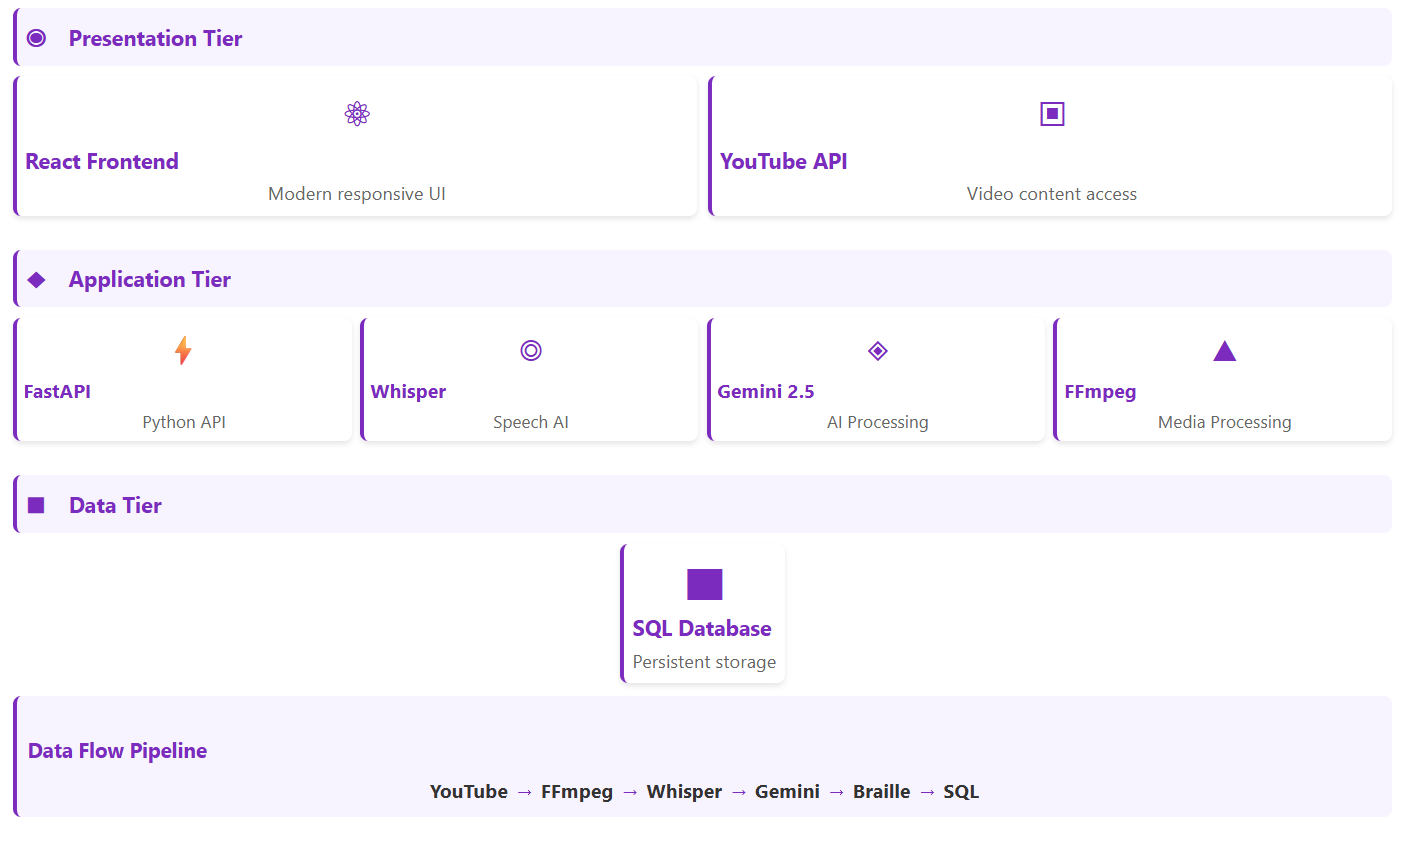 Presentation Tier
React Frontend
Modern responsive UI
YouTube API
Video content access
Application Tier
FastAPI
Python API
Whisper
Speech AI
Gemini 2.5
AI Processing
FFmpeg
Media Processing
Data Tier
SQL Database
Persistent storage
Data Flow Pipeline
YouTube → FFmpeg → Whisper → Gemini → Braille → SQL